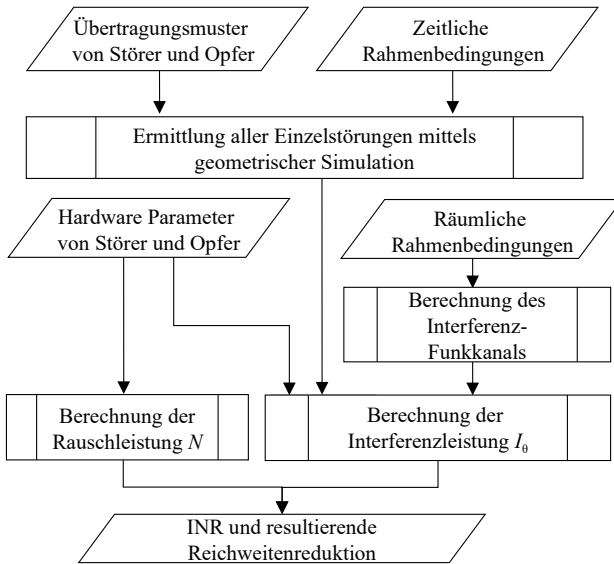 Übertragungsmuster
von Störer und Opfer
Zeitliche
Rahmenbedingungen
Ermittlung aller Einzelstörungen mittels
geometrischer Simulation
Hardware Parameter
von Störer und Opfer
Räumliche
Rahmenbedingungen
Berechnung des
Interferenz-
Funkkanals
Berechnung der
Rauschleistung N
Berechnung der
Interferenzleistung I_θ
INR und resultierende
Reichweitenreduktion